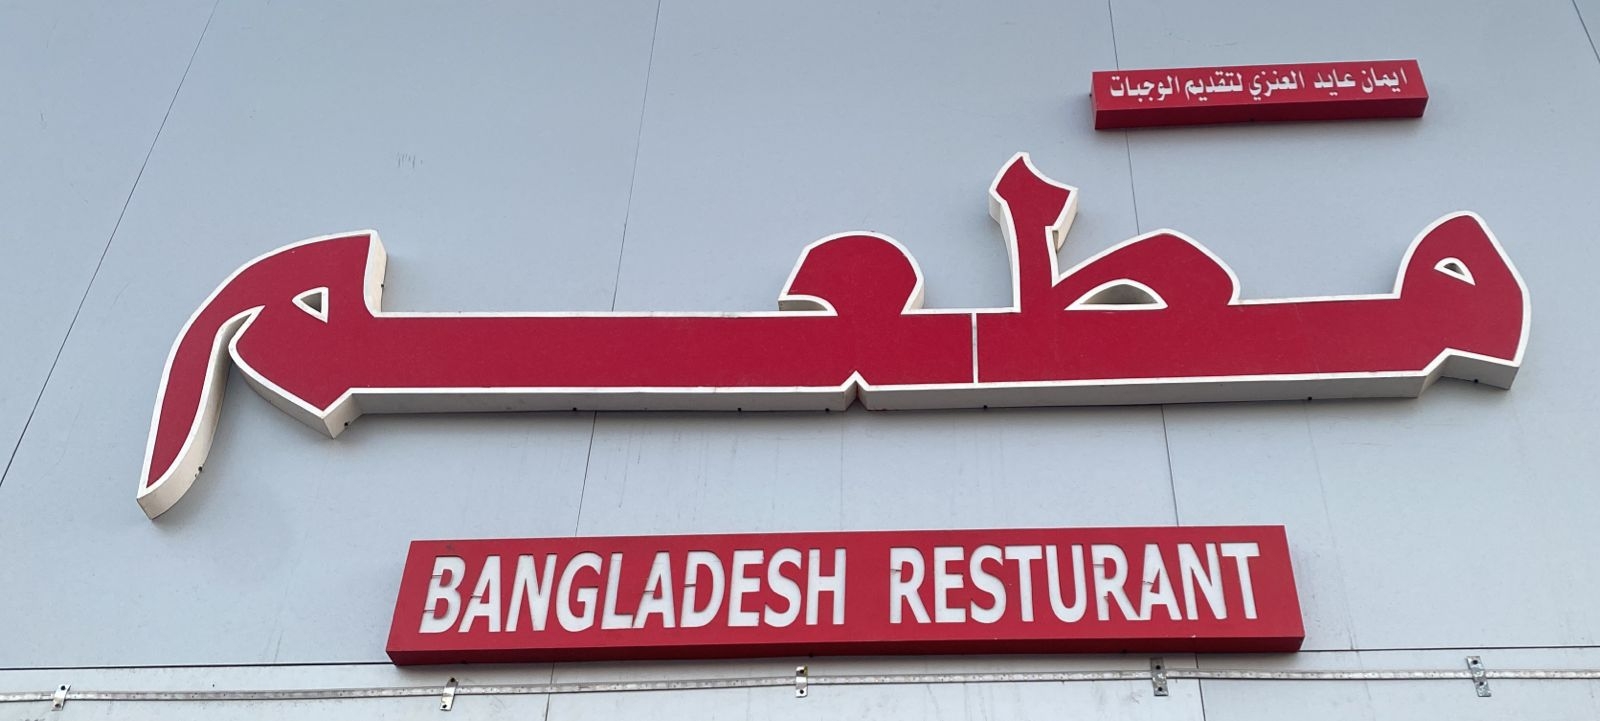 ايمان عايد العنزي لتقديم الوجبات
مطعم
BANGLADESH RESTURANT